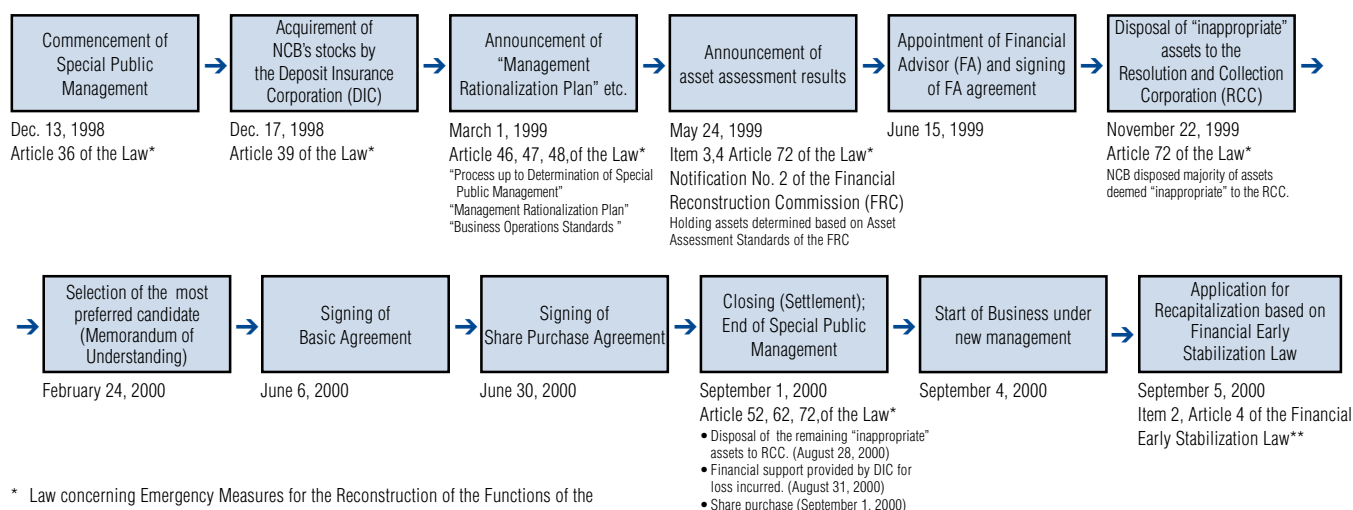 Commencement of
Special Public
Management
➔
Acquirement of
NCB's stocks by
the Deposit Insurance
Corporation (DIC)
➔
Announcement of
“Management
Rationalization Plan” etc.
➔
Announcement of
asset assessment results
➔
Appointment of Financial
Advisor (FA) and signing
of FA agreement
➔
Disposal of “inappropriate”
assets to the
Resolution and Collection
Corporation (RCC)
➔
Dec. 13, 1998
Article 36 of the Law*
Dec. 17, 1998
Article 39 of the Law*
March 1, 1999
Article 46, 47, 48,of the Law*
“Process up to Determination of Special
Public Management”
“Management Rationalization Plan”
“Business Operations Standards ”
May 24, 1999
Item 3,4 Article 72 of the Law*
Notification No. 2 of the Financial
Reconstruction Commission (FRC)
Holding assets determined based on Asset
Assessment Standards of the FRC
June 15, 1999
November 22, 1999
Article 72 of the Law*
NCB disposed majority of assets
deemed “inappropriate” to the RCC.
➔
Selection of the most
preferred candidate
(Memorandum of
Understanding)
➔
Signing of
Basic Agreement
➔
Signing of
Share Purchase Agreement
➔
Closing (Settlement);
End of Special Public
Management
➔
Start of Business under
new management
➔
Application for
Recapitalization based on
Financial Early
Stabilization Law
February 24, 2000
June 6, 2000
June 30, 2000
September 1, 2000
Article 52, 62, 72,of the Law*
• Disposal of the remaining “inappropriate”
assets to RCC. (August 28, 2000)
• Financial support provided by DIC for
loss incurred. (August 31, 2000)
• Share purchase (September 1, 2000)
September 4, 2000
September 5, 2000
Item 2, Article 4 of the Financial
Early Stabilization Law**
* Law concerning Emergency Measures for the Reconstruction of the Functions of the